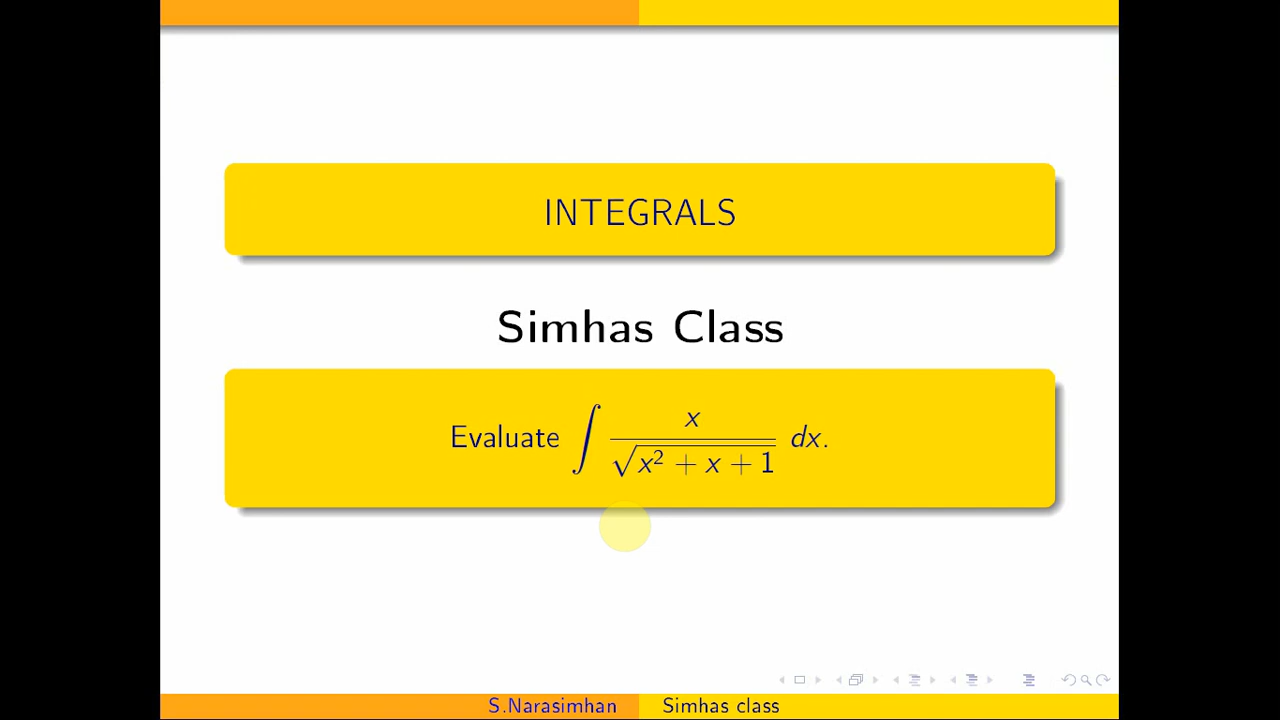 INTEGRALS
Simhas Class
Evaluate ∫ x / √(x² + x + 1) dx.
S.Narasimhan Simhas class